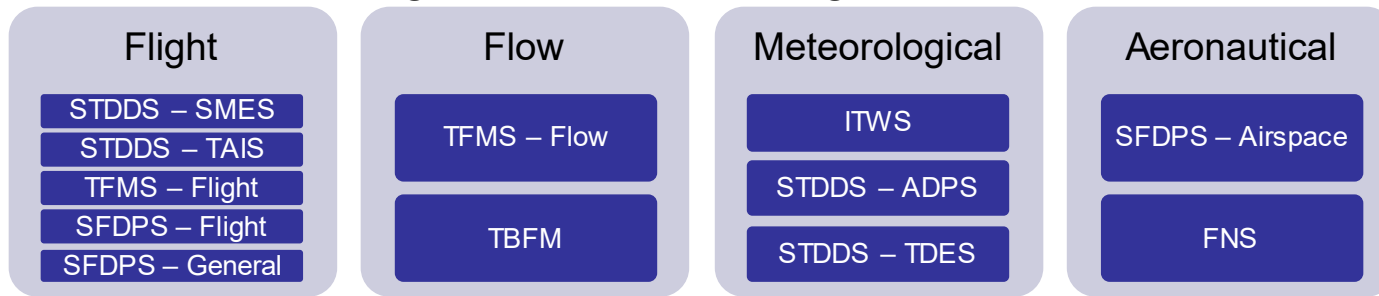 Flight
STDDS – SMES
STDDS – TAIS
TFMS – Flight
SFDPS – Flight
SFDPS – General
Flow
TFMS – Flow
TBFM
Meteorological
ITWS
STDDS – ADPS
STDDS – TDES
Aeronautical
SFDPS – Airspace
FNS